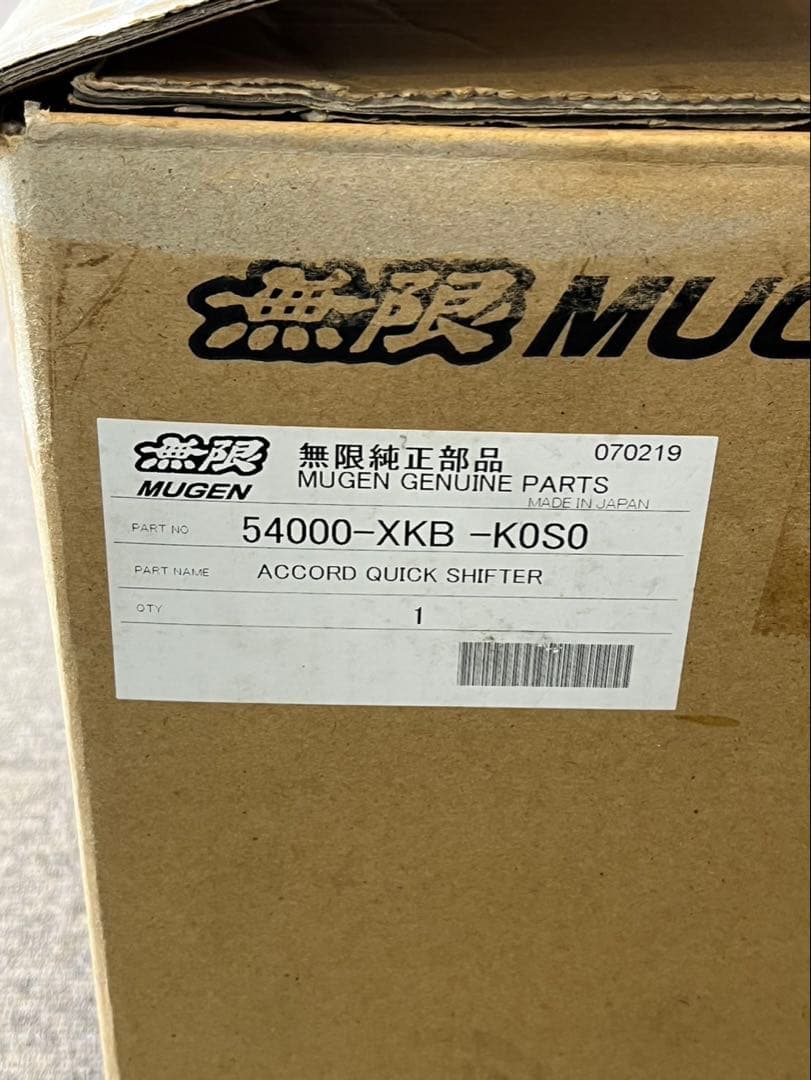 無限 MUG
無限 無限純正部品 070219
MUGEN MUGEN GENUINE PARTS
MADE IN JAPAN
PART NO 54000-XKB -K0S0
PART NAME ACCORD QUICK SHIFTER
QTY 1